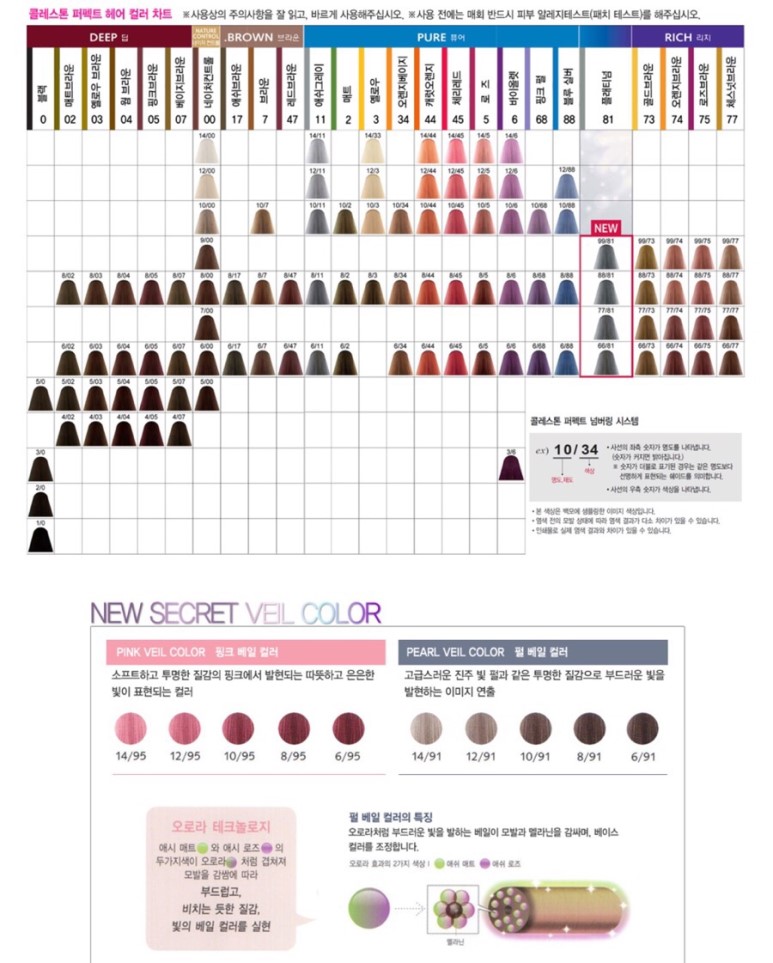 콜레스톤 퍼펙트 헤어 컬러 차트 ※사용상의 주의사항을 잘 읽고, 바르게 사용해주십시오. ※사용 전에는 매회 반드시 피부 알레지테스트(패치 테스트)를 해주십시오.
DEEP 딥 NATURE CONTROL .BROWN 브라운 PURE 퓨어 RICH 리치
블랙 매트브라운 옐로우 브라운 웜 브라운 핑크브라운 베이지브라운 네이쳐컨트롤 애쉬브라운 브라운 레드브라운 애쉬그레이 매트 옐로우 오렌지베이지 캐럿오렌지 체리레드 로즈 바이올렛 핑크 펄 블루 실버 플래티넘 골드브라운 오렌지브라운 로즈브라운 체스넛브라운
0 02 03 04 05 07 00 17 7 47 11 2 3 34 44 45 5 6 68 88 81 73 74 75 77
14/00 14/11 14/33 14/44 14/45 14/5 14/6
12/00 12/11 12/3 12/44 12/45 12/5 12/6 12/88
10/00 10/7 10/11 10/2 10/3 10/34 10/44 10/45 10/5 10/6 10/68 10/88
NEW
9/00 99/81 99/73 99/74 99/75 99/77
8/02 8/03 8/04 8/05 8/07 8/00 8/17 8/7 8/47 8/11 8/2 8/3 8/34 8/44 8/45 8/5 8/6 8/68 8/88 88/81 88/73 88/74 88/75 88/77
7/00 77/81 77/73 77/74 77/75 77/77
6/02 6/03 6/04 6/05 6/07 6/00 6/17 6/7 6/47 6/11 6/2 6/34 6/44 6/45 6/5 6/6 6/68 6/88 66/81 66/73 66/74 66/75 66/77
5/0 5/02 5/03 5/04 5/05 5/07 5/00
4/02 4/03 4/04 4/05 4/07
3/0 3/6
2/0
1/0
콜레스톤 퍼펙트 넘버링 시스템
ex) 10/34
명도,채도 색상
• 사선의 좌측 숫자가 명도를 나타냅니다.
(숫자가 커지면 밝아집니다.)
※ 숫자가 더블로 표기된 경우는 같은 명도보다
선명하게 표현되는 쉐이드를 의미합니다.
• 사선의 우측 숫자가 색상을 나타냅니다.
• 본 색상은 백모에 샘플링한 이미지 색상입니다.
• 염색 전의 모발 상태에 따라 염색 결과가 다소 차이가 있을 수 있습니다.
• 인쇄물로 실제 염색 결과와 차이가 있을 수 있습니다.
NEW SECRET VEIL COLOR
PINK VEIL COLOR 핑크 베일 컬러
소프트하고 투명한 질감의 핑크에서 발현되는 따뜻하고 은은한
빛이 표현되는 컬러
14/95 12/95 10/95 8/95 6/95
PEARL VEIL COLOR 펄 베일 컬러
고급스러운 진주 빛 펄과 같은 투명한 질감으로 부드러운 빛을
발현하는 이미지 연출
14/91 12/91 10/91 8/91 6/91
오로라 테크놀로지
애시 매트 와 애시 로즈 의
두가지색이 오로라 처럼 겹쳐져
모발을 감쌈에 따라
부드럽고,
비치는 듯한 질감,
빛의 베일 컬러를 실현
펄 베일 컬러의 특징
오로라처럼 부드러운 빛을 발하는 베일이 모발과 멜라닌을 감싸며, 베이스
컬러를 조정합니다.
오로라 효과의 2가지 색상 : 애쉬 매트 애쉬 로즈
멜라닌